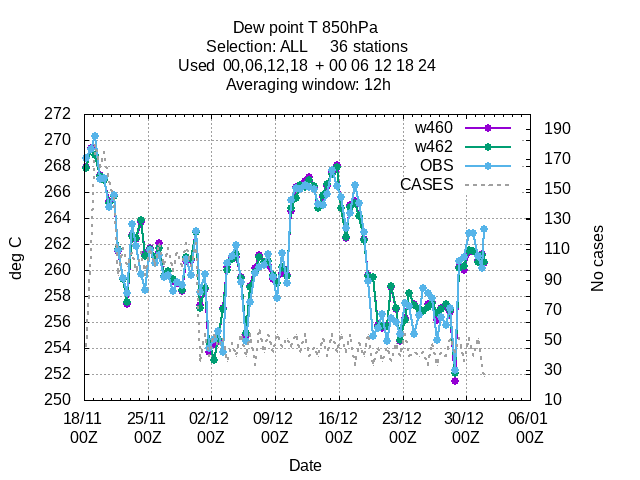 Dew point T 850hPa
Selection: ALL 36 stations
Used 00,06,12,18 + 00 06 12 18 24
Averaging window: 12h
272
270
268
266
264
262
260
258
256
254
252
250
deg C
w460
w462
OBS
CASES
190
170
150
130
110
90
70
50
30
10
No cases
18/11 25/11 02/12 09/12 16/12 23/12 30/12 06/01
00Z 00Z 00Z 00Z 00Z 00Z 00Z 00Z
Date